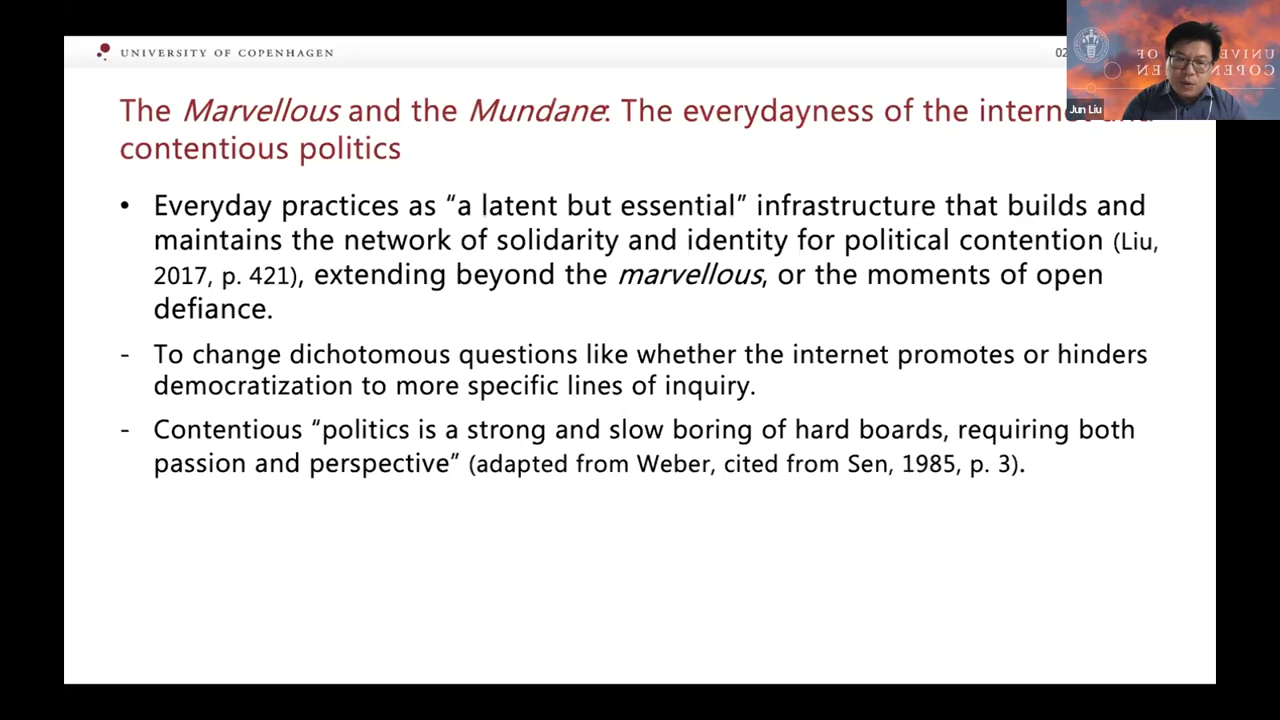 UNIVERSITY OF COPENHAGEN
02
The Marvellous and the Mundane: The everydayness of the internet and
contentious politics
• Everyday practices as “a latent but essential” infrastructure that builds and
maintains the network of solidarity and identity for political contention (Liu,
2017, p. 421), extending beyond the marvellous, or the moments of open
defiance.
- To change dichotomous questions like whether the internet promotes or hinders
democratization to more specific lines of inquiry.
- Contentious “politics is a strong and slow boring of hard boards, requiring both
passion and perspective” (adapted from Weber, cited from Sen, 1985, p. 3).
Jun Liu